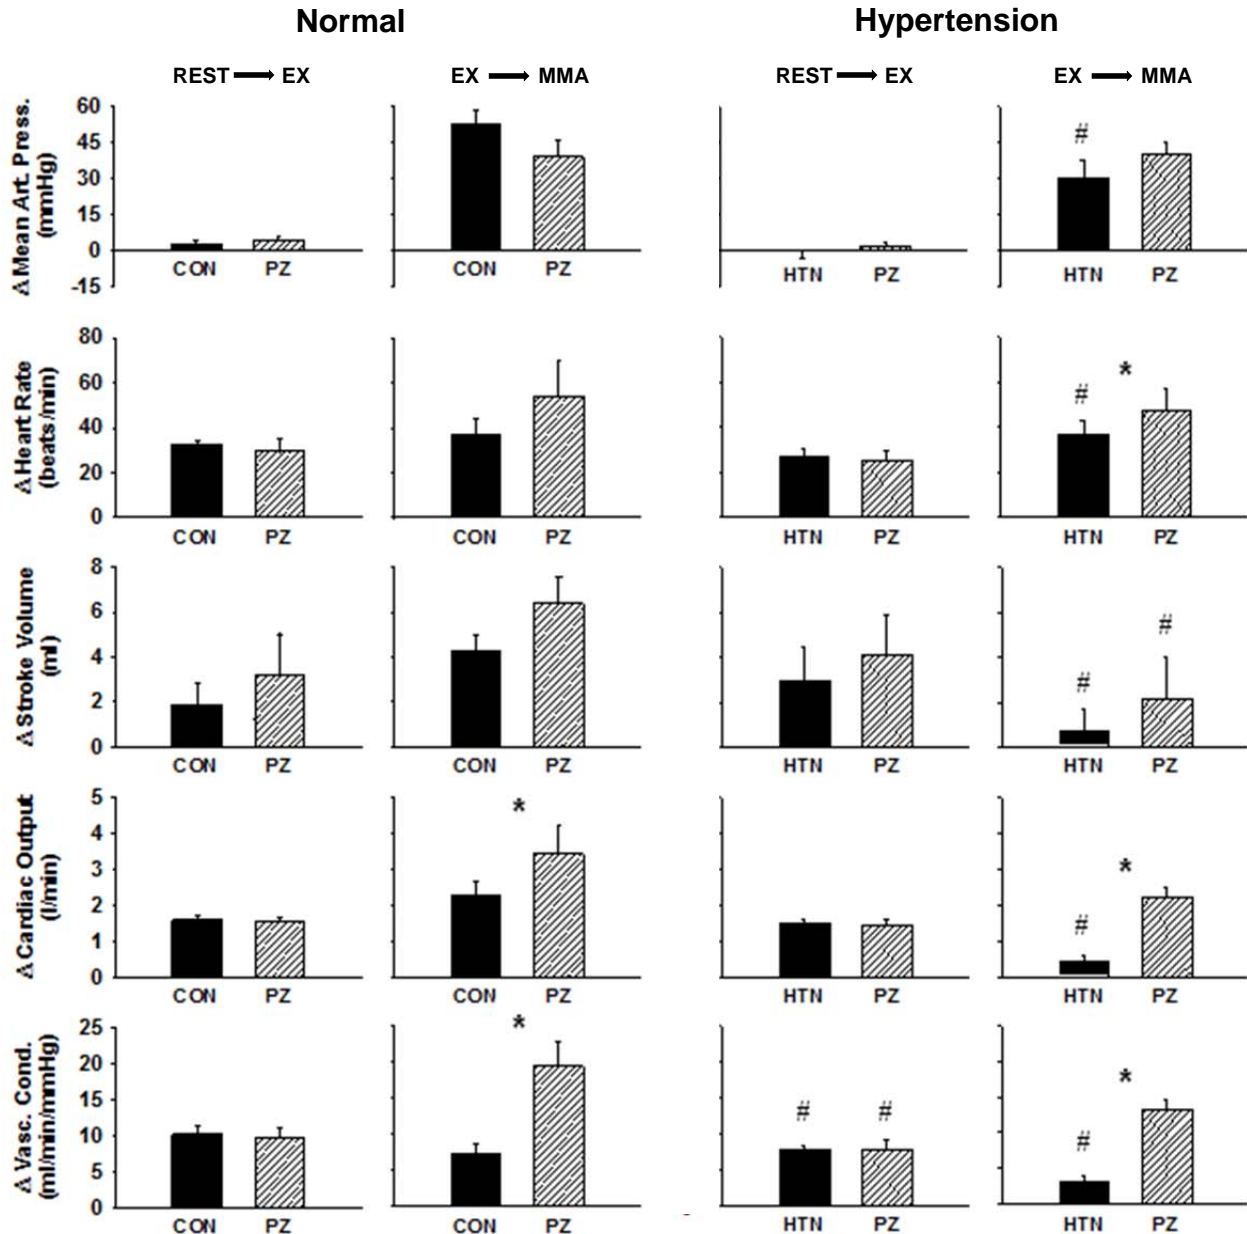 Normal Hypertension
REST EX EX MMA REST EX EX MMA
Δ Mean Art. Press.
(mmHg)
60
45
30
15
0
-15
# 
CON PZ CON PZ HTN PZ HTN PZ
Δ Heart Rate
(beats/min)
80
60
40
20
0
# *
CON PZ CON PZ HTN PZ HTN PZ
Δ Stroke Volume
(ml)
8
6
4
2
0
# #
CON PZ CON PZ HTN PZ HTN PZ
Δ Cardiac Output
(l/min)
5
4
3
2
1
0
* # *
CON PZ CON PZ HTN PZ HTN PZ
Δ Vasc. Cond.
(ml/min/mmHg)
25
20
15
10
5
0
* # # # *
CON PZ CON PZ HTN PZ HTN PZ